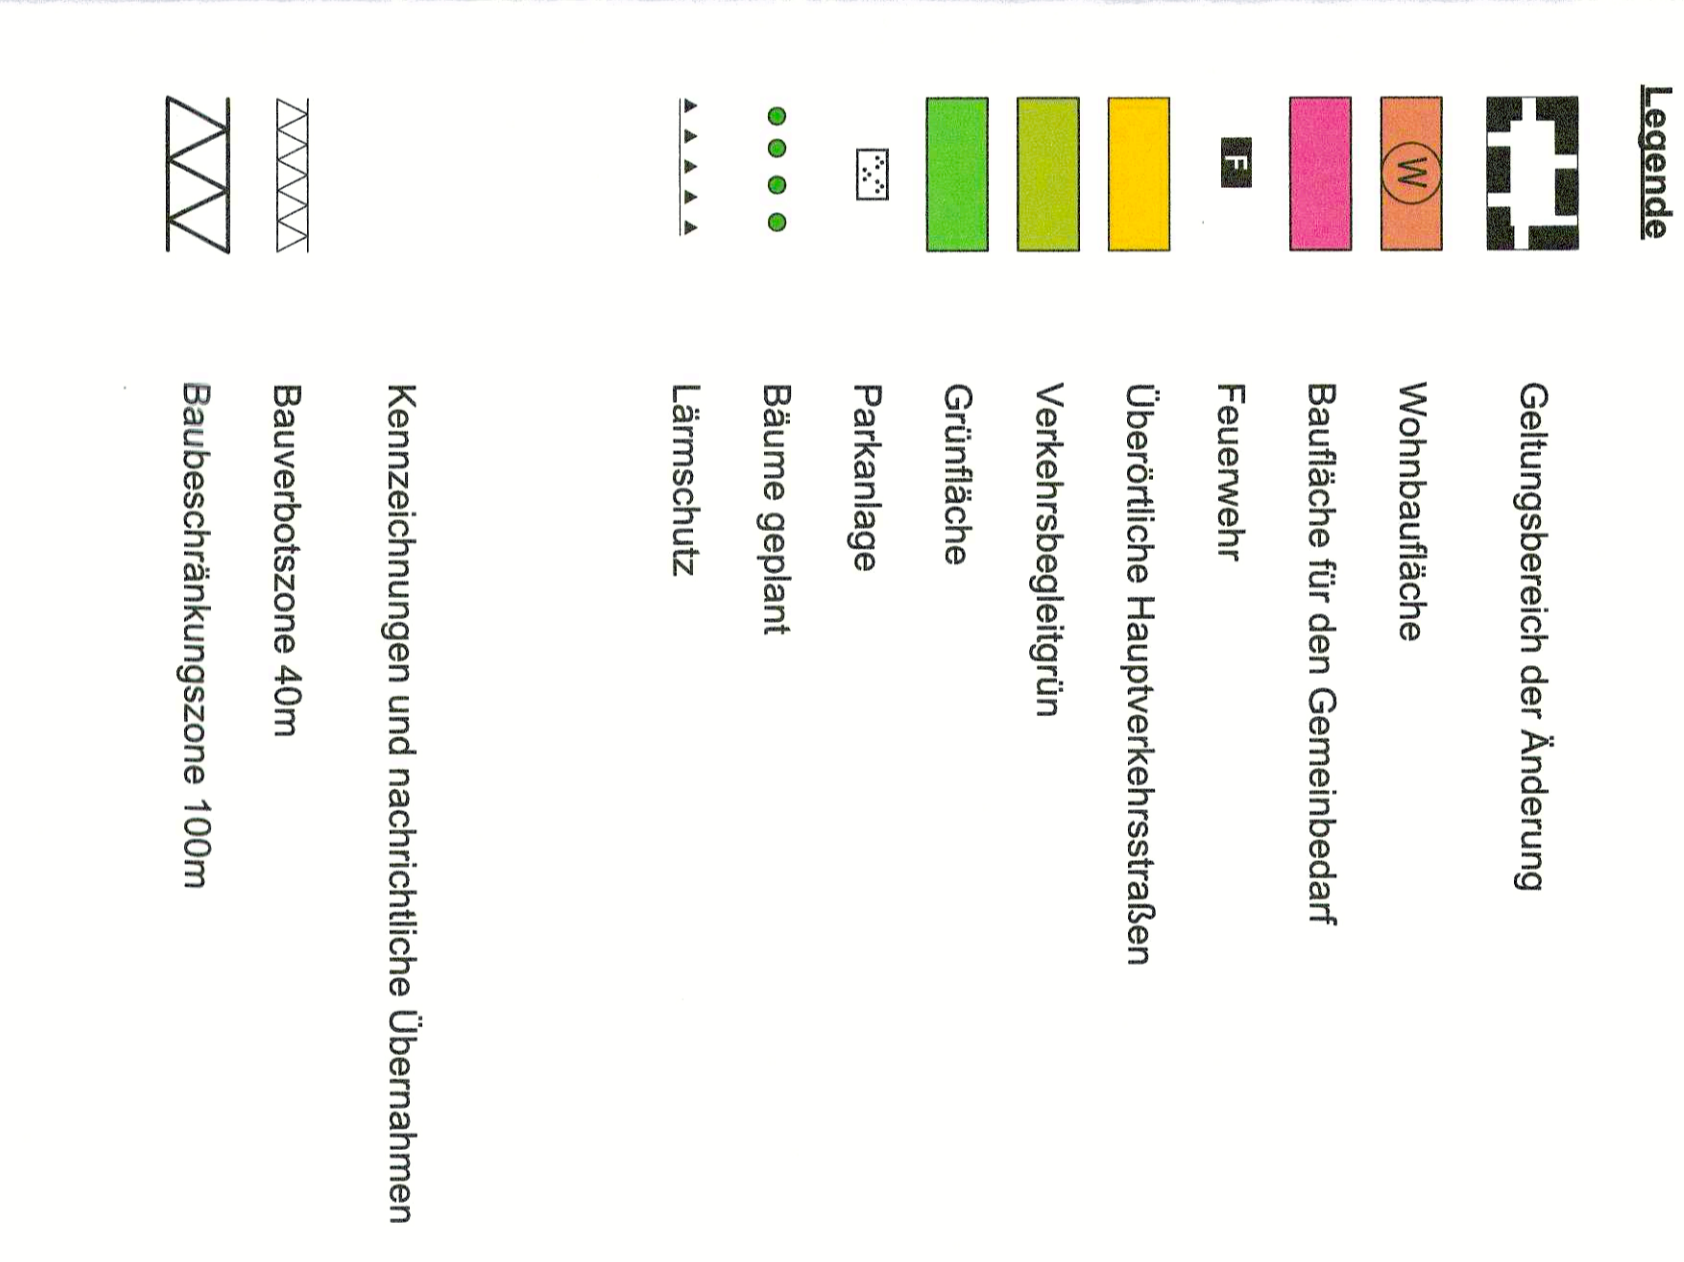 Legende
Geltungsbereich der Änderung
W Wohnbaufläche
Baufläche für den Gemeinbedarf
F Feuerwehr
Überörtliche Hauptverkehrsstraßen
Verkehrsbegleitgrün
Grünfläche
Parkanlage
Bäume geplant
Lärmschutz
Kennzeichnungen und nachrichtliche Übernahmen
Bauverbotszone 40m
Baubeschränkungszone 100m